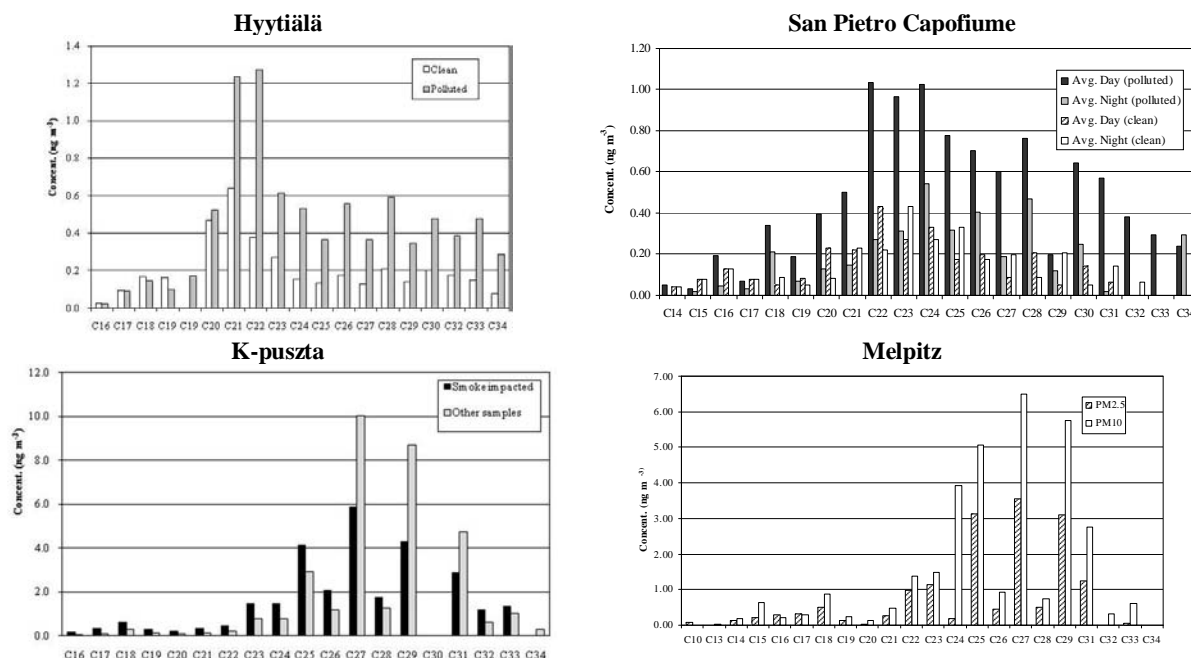 Hyytiälä
1.4
1.2
1.0
0.8
0.6
0.4
0.2
0.0
Concent. (ng m-3)
Clean
Polluted
C16 C17 C18 C19 C19 C20 C21 C22 C23 C24 C25 C26 C27 C28 C29 C30 C32 C33 C34
San Pietro Capofiume
1.20
1.00
0.80
0.60
0.40
0.20
0.00
Concent. (ng m-3)
Avg. Day (polluted)
Avg. Night (polluted)
Avg. Day (clean)
Avg. Night (clean)
C14 C15 C16 C17 C18 C19 C20 C21 C22 C23 C24 C25 C26 C27 C28 C29 C30 C31 C32 C33 C34
K-puszta
12.0
10.0
8.0
6.0
4.0
2.0
0.0
Concent. (ng m-3)
Smoke impacted
Other samples
C16 C17 C18 C19 C20 C21 C22 C23 C24 C25 C26 C27 C28 C29 C30 C31 C32 C33 C34
Melpitz
7.00
6.00
5.00
4.00
3.00
2.00
1.00
0.00
Concent. (ng m-3)
PM2.5
PM10
C10 C13 C14 C15 C16 C17 C18 C19 C20 C21 C22 C23 C24 C25 C26 C27 C28 C29 C31 C32 C33 C34